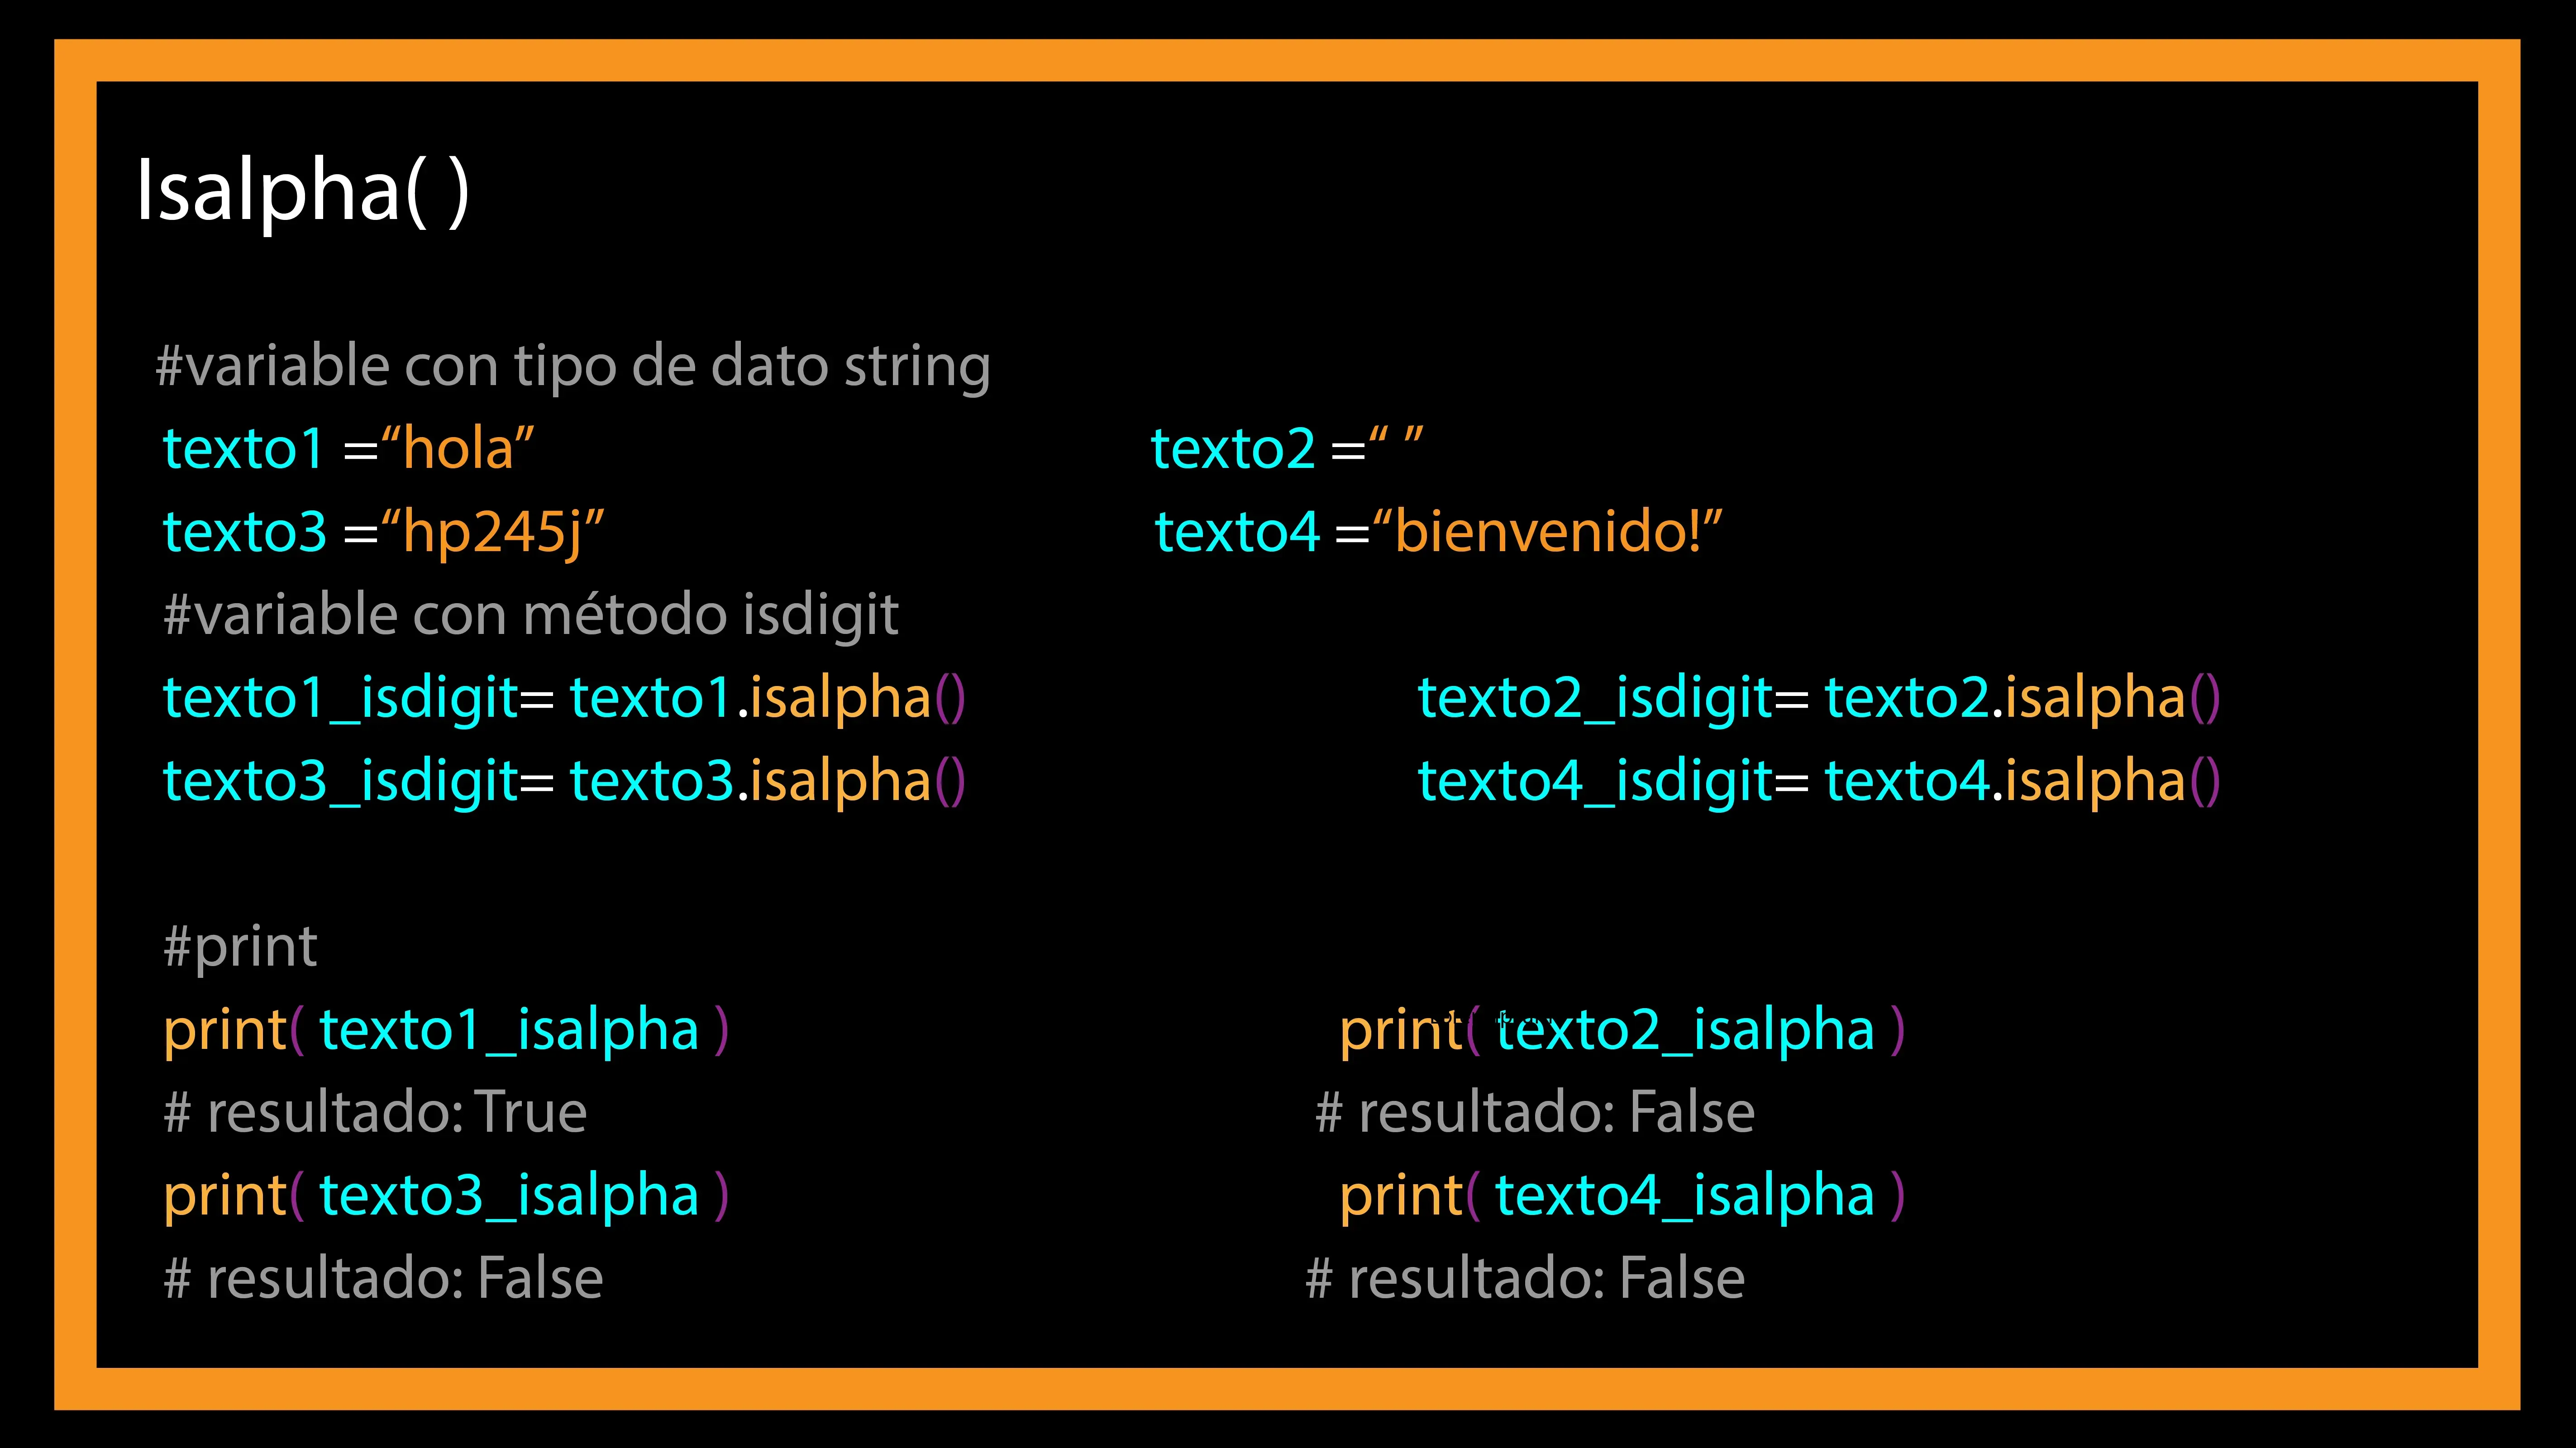 Isalpha( )
#variable con tipo de dato string
texto1 =“hola” texto2 =“ ”
texto3 =“hp245j” texto4 =“bienvenido!”
#variable con método isdigit
texto1_isdigit= texto1.isalpha() texto2_isdigit= texto2.isalpha()
texto3_isdigit= texto3.isalpha() texto4_isdigit= texto4.isalpha()
#print
print( texto1_isalpha ) print( texto2_isalpha )
# resultado: True # resultado: False
print( texto3_isalpha ) print( texto4_isalpha )
# resultado: False # resultado: False